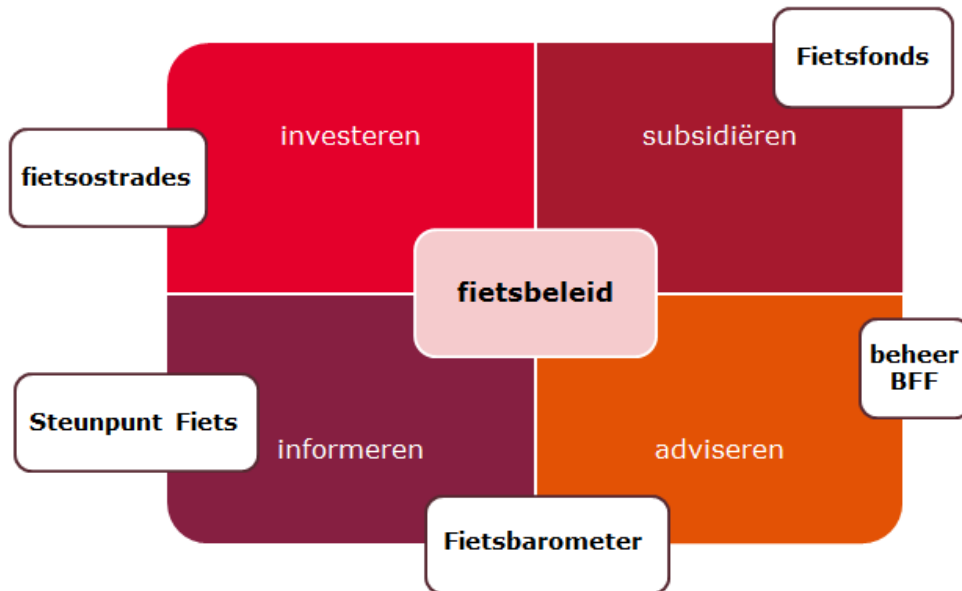 Fietsfonds
investeren
subsidiëren
fietsostrades
fietsbeleid
beheer
BFF
Steunpunt Fiets
informeren
adviseren
Fietsbarometer